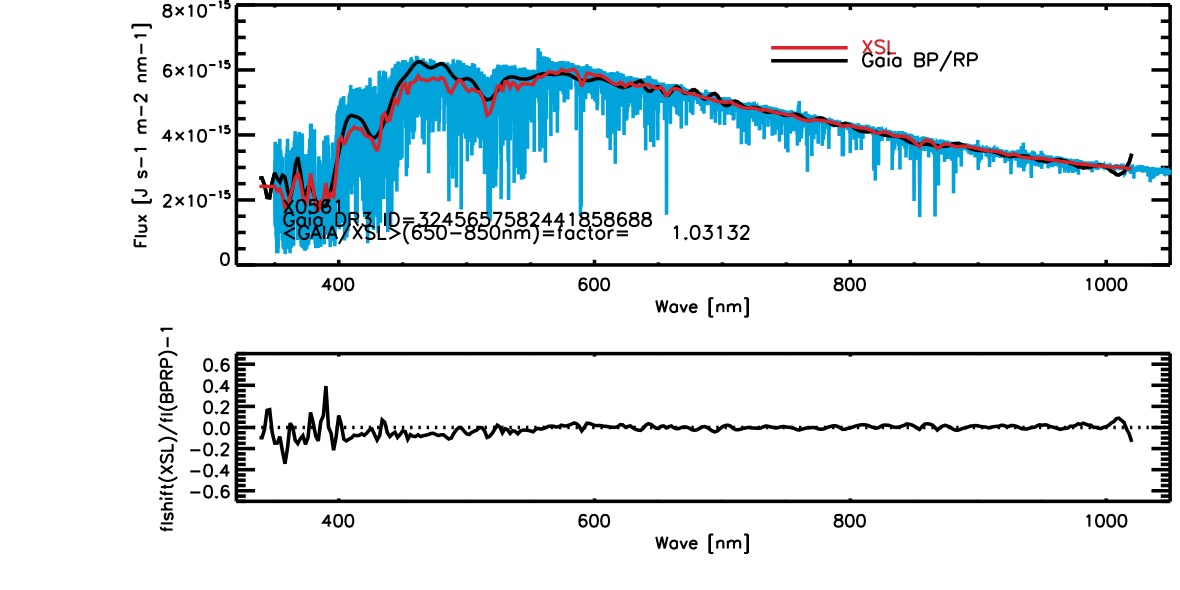 8×10−15
6×10−15
4×10−15
2×10−15
0
Flux [J s−1 m−2 nm−1]
XSL
Gaia BP/RP
X0561
Gaia DR3 ID=3245657582441858688
<GAIA/XSL>(650−850nm)=factor= 1.03132
400 600 800 1000
Wave [nm]
0.6
0.4
0.2
0.0
−0.2
−0.4
−0.6
flshift(XSL)/fl(BPRP)−1
400 600 800 1000
Wave [nm]